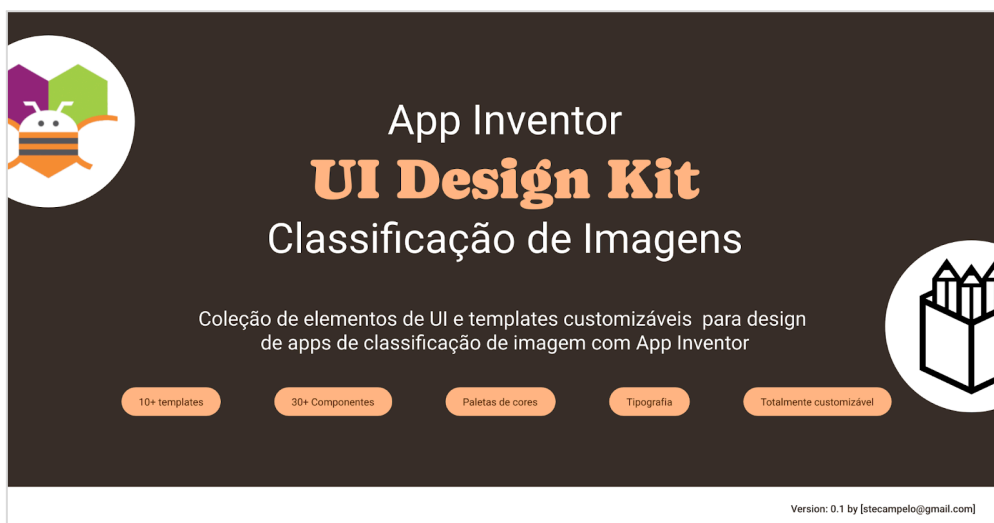 App Inventor
UI Design Kit
Classificação de Imagens
Coleção de elementos de UI e templates customizáveis para design
de apps de classificação de imagem com App Inventor
10+ templates
30+ Componentes
Paletas de cores
Tipografia
Totalmente customizável
Version: 0.1 by [stecampelo@gmail.com]